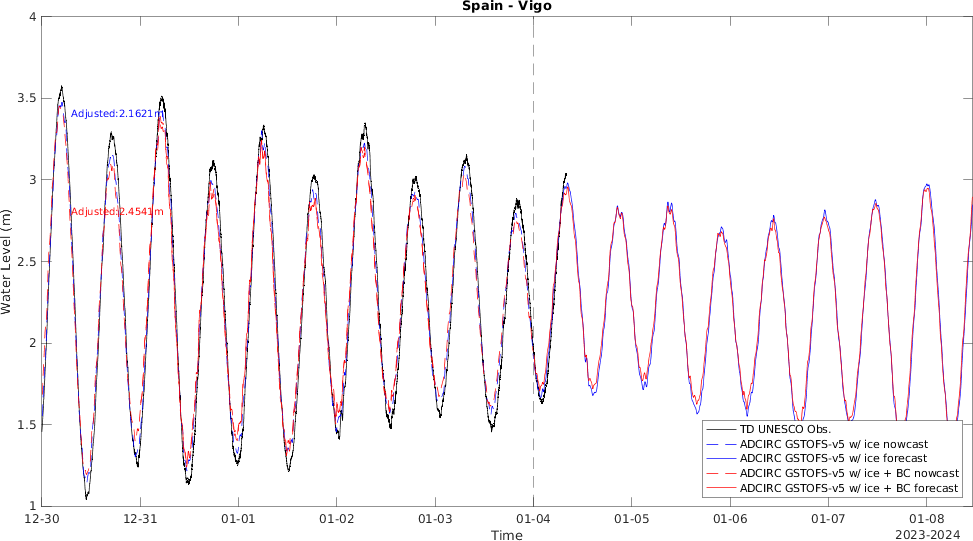 Spain - Vigo
4
3.5
3
2.5
2
1.5
1
Water Level (m)
Adjusted:2.1621m
Adjusted:2.4541m
TD UNESCO Obs.
ADCIRC GSTOFS-v5 w/ ice nowcast
ADCIRC GSTOFS-v5 w/ ice forecast
ADCIRC GSTOFS-v5 w/ ice + BC nowcast
ADCIRC GSTOFS-v5 w/ ice + BC forecast
12-30 12-31 01-01 01-02 01-03 01-04 01-05 01-06 01-07 01-08
Time
2023-2024